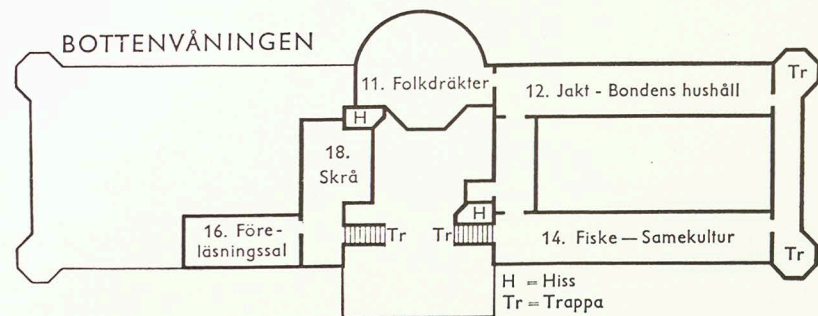 BOTTENVÅNINGEN
Tr
11. Folkdräkter
12. Jakt - Bondens hushåll
H
18.
Skrå
H
16. Före-
läsningssal
Tr
Tr
14. Fiske — Samekultur
Tr
H = Hiss
Tr = Trappa